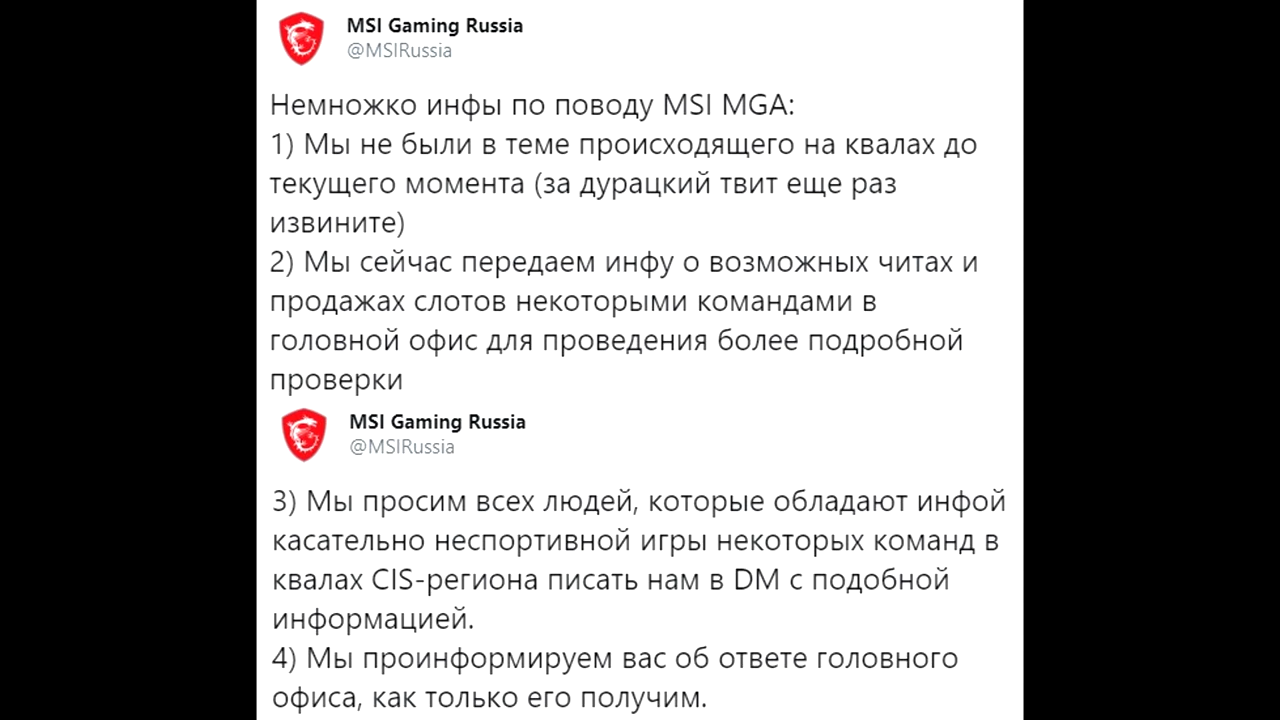 MSI Gaming Russia
@MSIRussia
Немножко инфы по поводу MSI MGA:
1) Мы не были в теме происходящего на квалах до
текущего момента (за дурацкий твит еще раз
извините)
2) Мы сейчас передаем инфу о возможных читах и
продажах слотов некоторыми командами в
головной офис для проведения более подробной
проверки
MSI Gaming Russia
@MSIRussia
3) Мы просим всех людей, которые обладают инфой
касательно неспортивной игры некоторых команд в
квалах CIS-региона писать нам в DM с подобной
информацией.
4) Мы проинформируем вас об ответе головного
офиса, как только его получим.